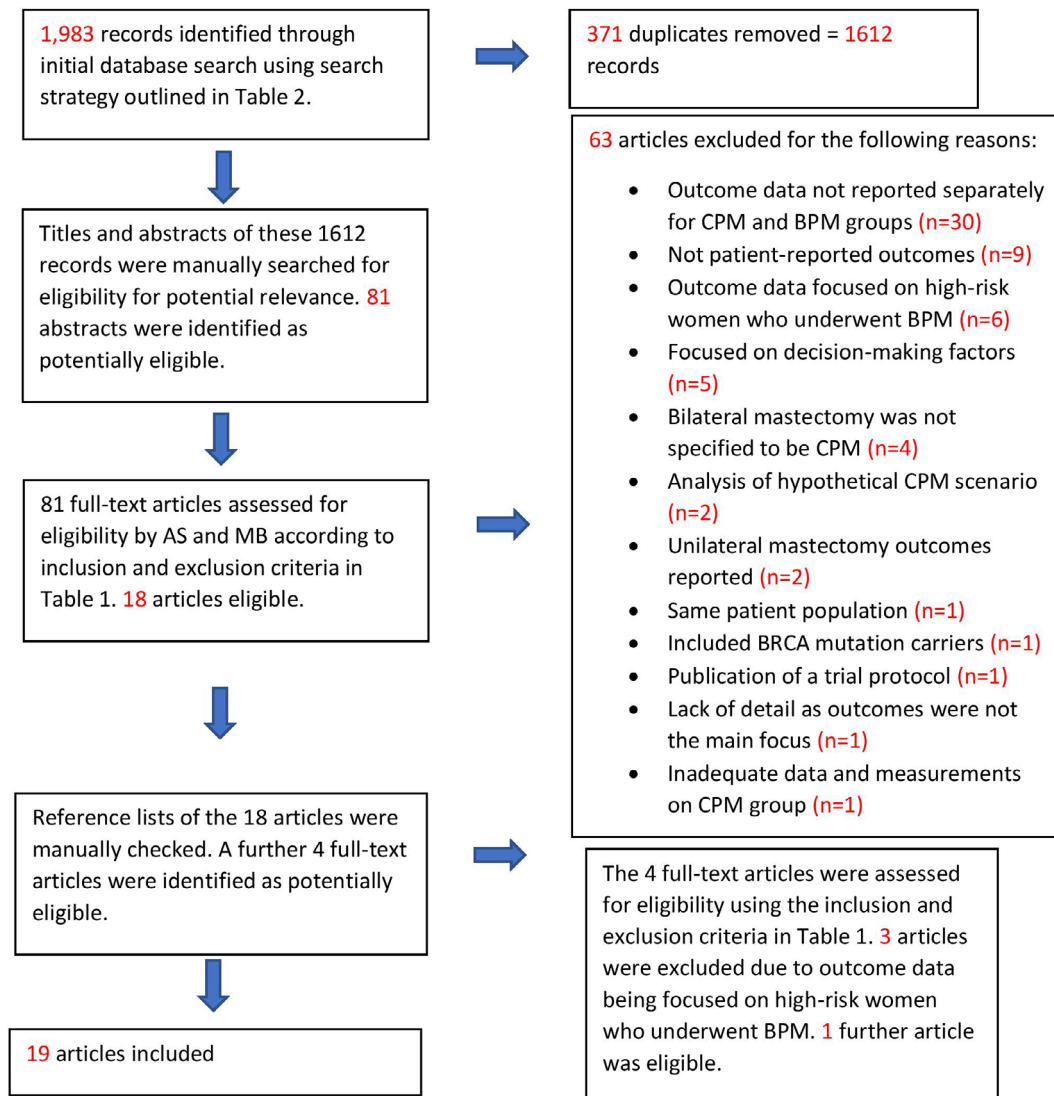 1,983 records identified through
initial database search using search
strategy outlined in Table 2.
371 duplicates removed = 1612
records
Titles and abstracts of these 1612
records were manually searched for
eligibility for potential relevance. 81
abstracts were identified as
potentially eligible.
81 full-text articles assessed for
eligibility by AS and MB according to
inclusion and exclusion criteria in
Table 1. 18 articles eligible.
63 articles excluded for the following reasons:
• Outcome data not reported separately
for CPM and BPM groups (n=30)
• Not patient-reported outcomes (n=9)
• Outcome data focused on high-risk
women who underwent BPM (n=6)
• Focused on decision-making factors
(n=5)
• Bilateral mastectomy was not
specified to be CPM (n=4)
• Analysis of hypothetical CPM scenario
(n=2)
• Unilateral mastectomy outcomes
reported (n=2)
• Same patient population (n=1)
• Included BRCA mutation carriers (n=1)
• Publication of a trial protocol (n=1)
• Lack of detail as outcomes were not
the main focus (n=1)
• Inadequate data and measurements
on CPM group (n=1)
Reference lists of the 18 articles were
manually checked. A further 4 full-text
articles were identified as potentially
eligible.
The 4 full-text articles were assessed
for eligibility using the inclusion and
exclusion criteria in Table 1. 3 articles
were excluded due to outcome data
being focused on high-risk women
who underwent BPM. 1 further article
was eligible.
19 articles included